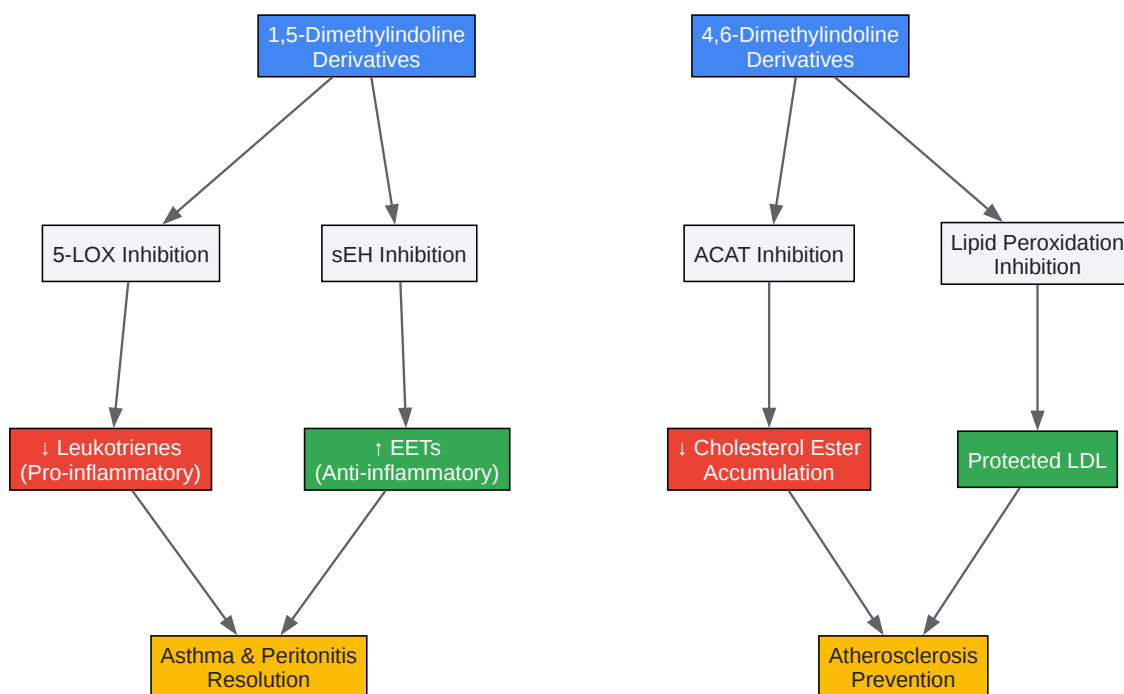 1,5-Dimethylindoline
Derivatives
4,6-Dimethylindoline
Derivatives
5-LOX Inhibition
sEH Inhibition
ACAT Inhibition
Lipid Peroxidation
Inhibition
↓ Leukotrienes
(Pro-inflammatory)
↑ EETs
(Anti-inflammatory)
↓ Cholesterol Ester
Accumulation
Protected LDL
Asthma & Peritonitis
Resolution
Atherosclerosis
Prevention